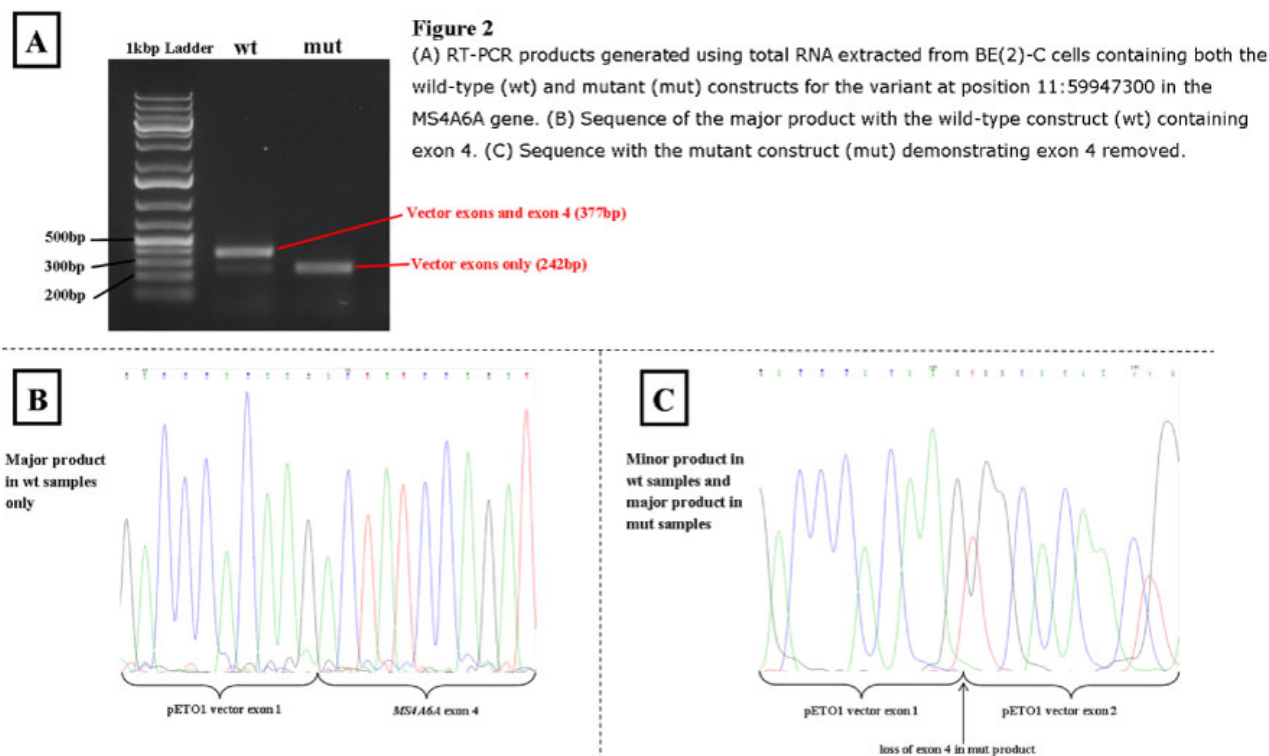 A
1kbp Ladder wt mut
500bp
300bp
200bp
Figure 2
(A) RT-PCR products generated using total RNA extracted from BE(2)-C cells containing both the
wild-type (wt) and mutant (mut) constructs for the variant at position 11:59947300 in the
MS4A6A gene. (B) Sequence of the major product with the wild-type construct (wt) containing
exon 4. (C) Sequence with the mutant construct (mut) demonstrating exon 4 removed.
Vector exons and exon 4 (377bp)
Vector exons only (242bp)
B
Major product
in wt samples
only
pETO1 vector exon 1
MS4A6A exon 4
C
Minor product in
wt samples and
major product in
mut samples
pETO1 vector exon 1
pETO1 vector exon 2
loss of exon 4 in mut product